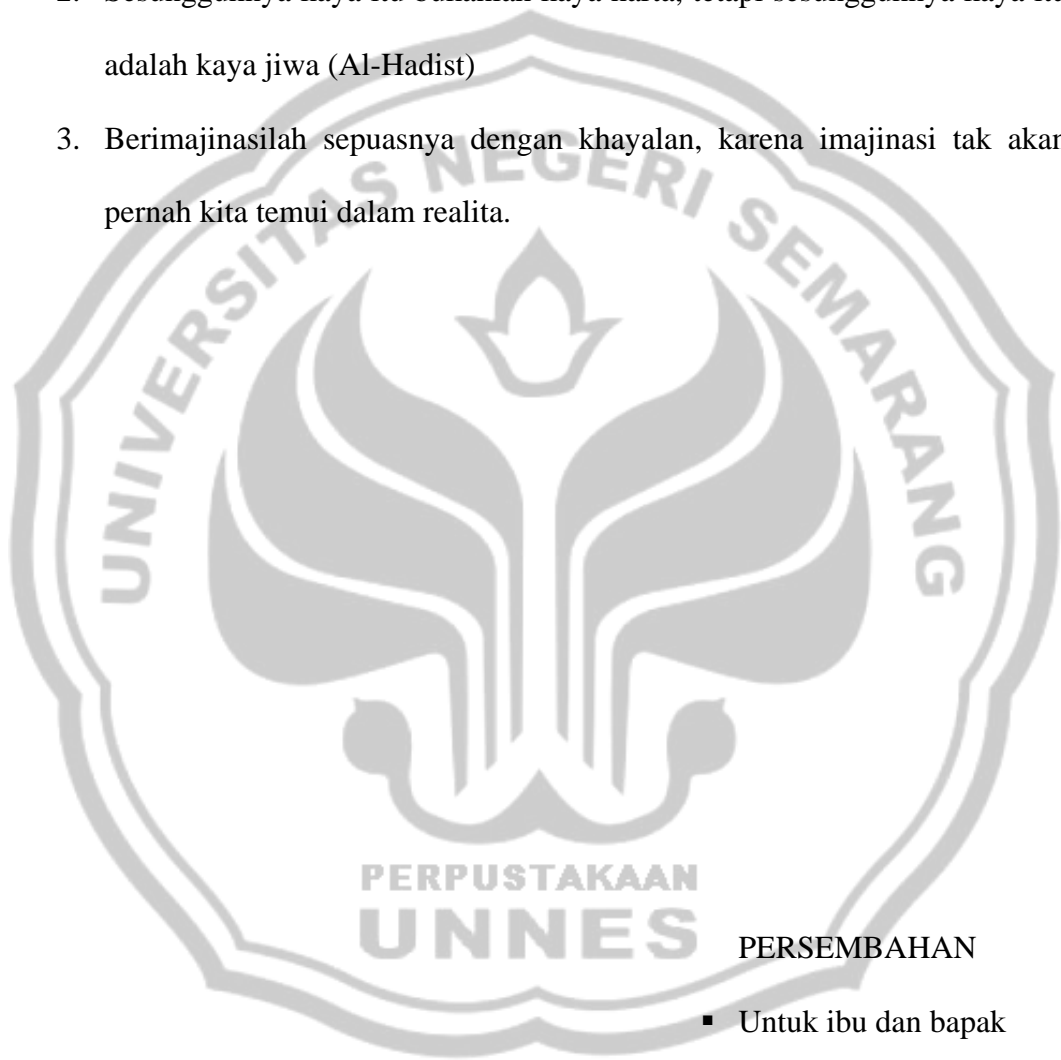 adalah kaya jiwa (Al-Hadist)
3. Berimajinasilah sepuasnya dengan khayalan, karena imajinasi tak akan
pernah kita temui dalam realita.
UNIVERSITAS NEGERI SEMARANG
PERPUSTAKAAN
UNNES
PERSEMBAHAN
▪ Untuk ibu dan bapak